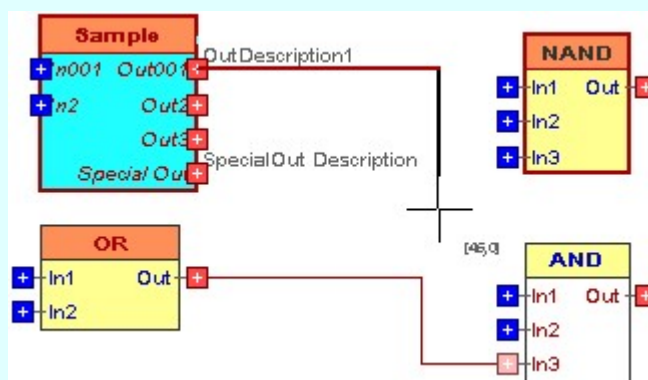 Sample
In001 Out001
OutDescription1
In2 Out2
Out3
Special Out
SpecialOut Description
NAND
In1 Out
In2
In3
OR
In1 Out
In2
[46,0]
AND
In1 Out
In2
In3